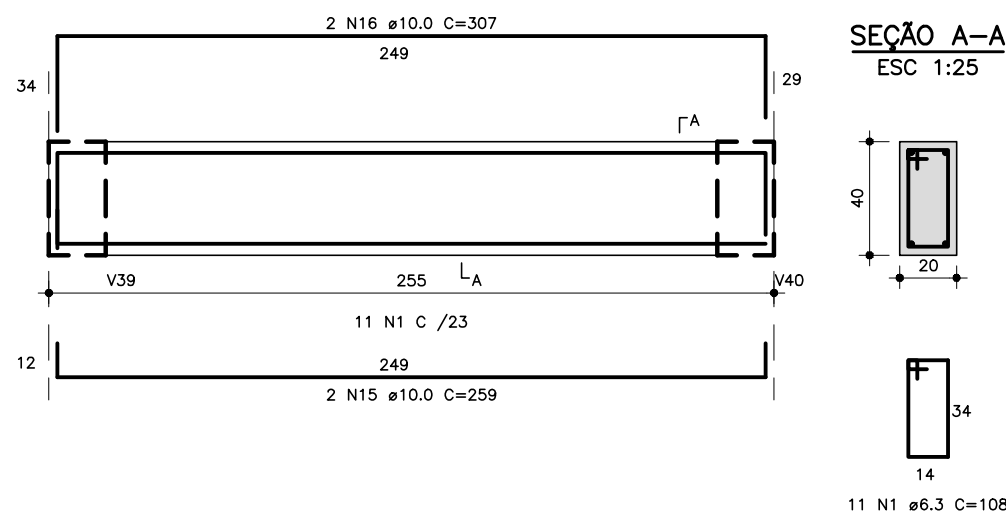 2 N16 ø10.0 C=307
249
34
29
A
V39
255
A
V40
11 N1 C /23
12
249
2 N15 ø10.0 C=259
SEÇÃO A-A
ESC 1:25
40
20
34
14
11 N1 ø6.3 C=108